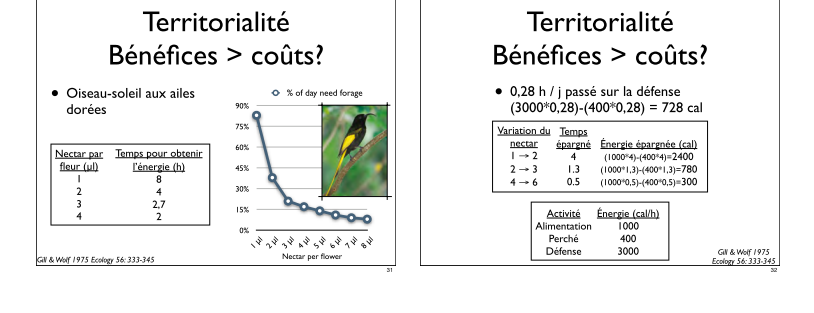 Territorialité
Bénéfices > coûts?
• Oiseau-soleil aux ailes
dorées
Nectar par Temps pour obtenir
fleur (µl) l'énergie (h)
1 8
2 4
3 2,7
4 2
% of day need forage
90%
75%
60%
45%
30%
15%
0%
1 µl 2 µl 3 µl 4 µl 5 µl 6 µl 7 µl 8 µl
Nectar per flower
Gill & Wolf 1975 Ecology 56: 333-345
31
Territorialité
Bénéfices > coûts?
• 0,28 h / j passé sur la défense
(3000*0,28)-(400*0,28) = 728 cal
Variation du Temps
nectar épargné Énergie épargnée (cal)
1 → 2 4 (1000*4)-(400*4)=2400
2 → 3 1.3 (1000*1,3)-(400*1,3)=780
4 → 6 0.5 (1000*0,5)-(400*0,5)=300
Activité Énergie (cal/h)
Alimentation 1000
Perché 400
Défense 3000
Gill & Wolf 1975
Ecology 56: 333-345
32